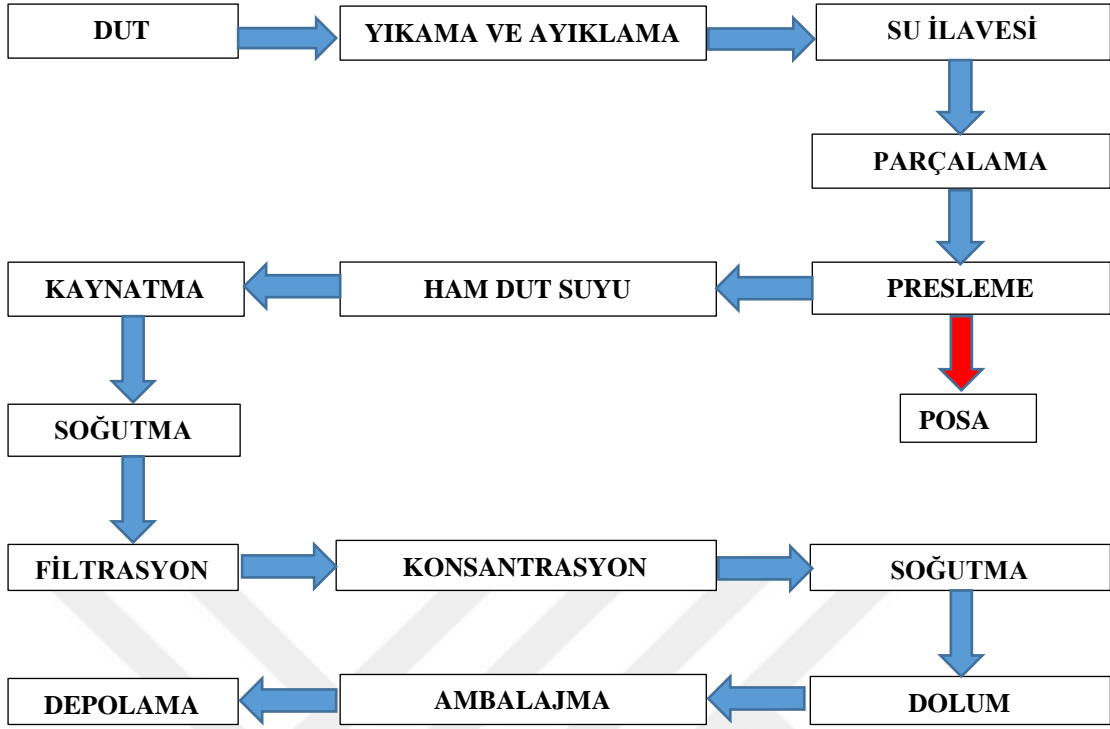 DUT
YIKAMA VE AYIKLAMA
SU İLAVESİ
PARÇALAMA
PRESLEME
POSA
HAM DUT SUYU
KAYNATMA
SOĞUTMA
FİLTRASYON
KONSANTRASYON
SOĞUTMA
DOLUM
AMBALAJMA
DEPOLAMA